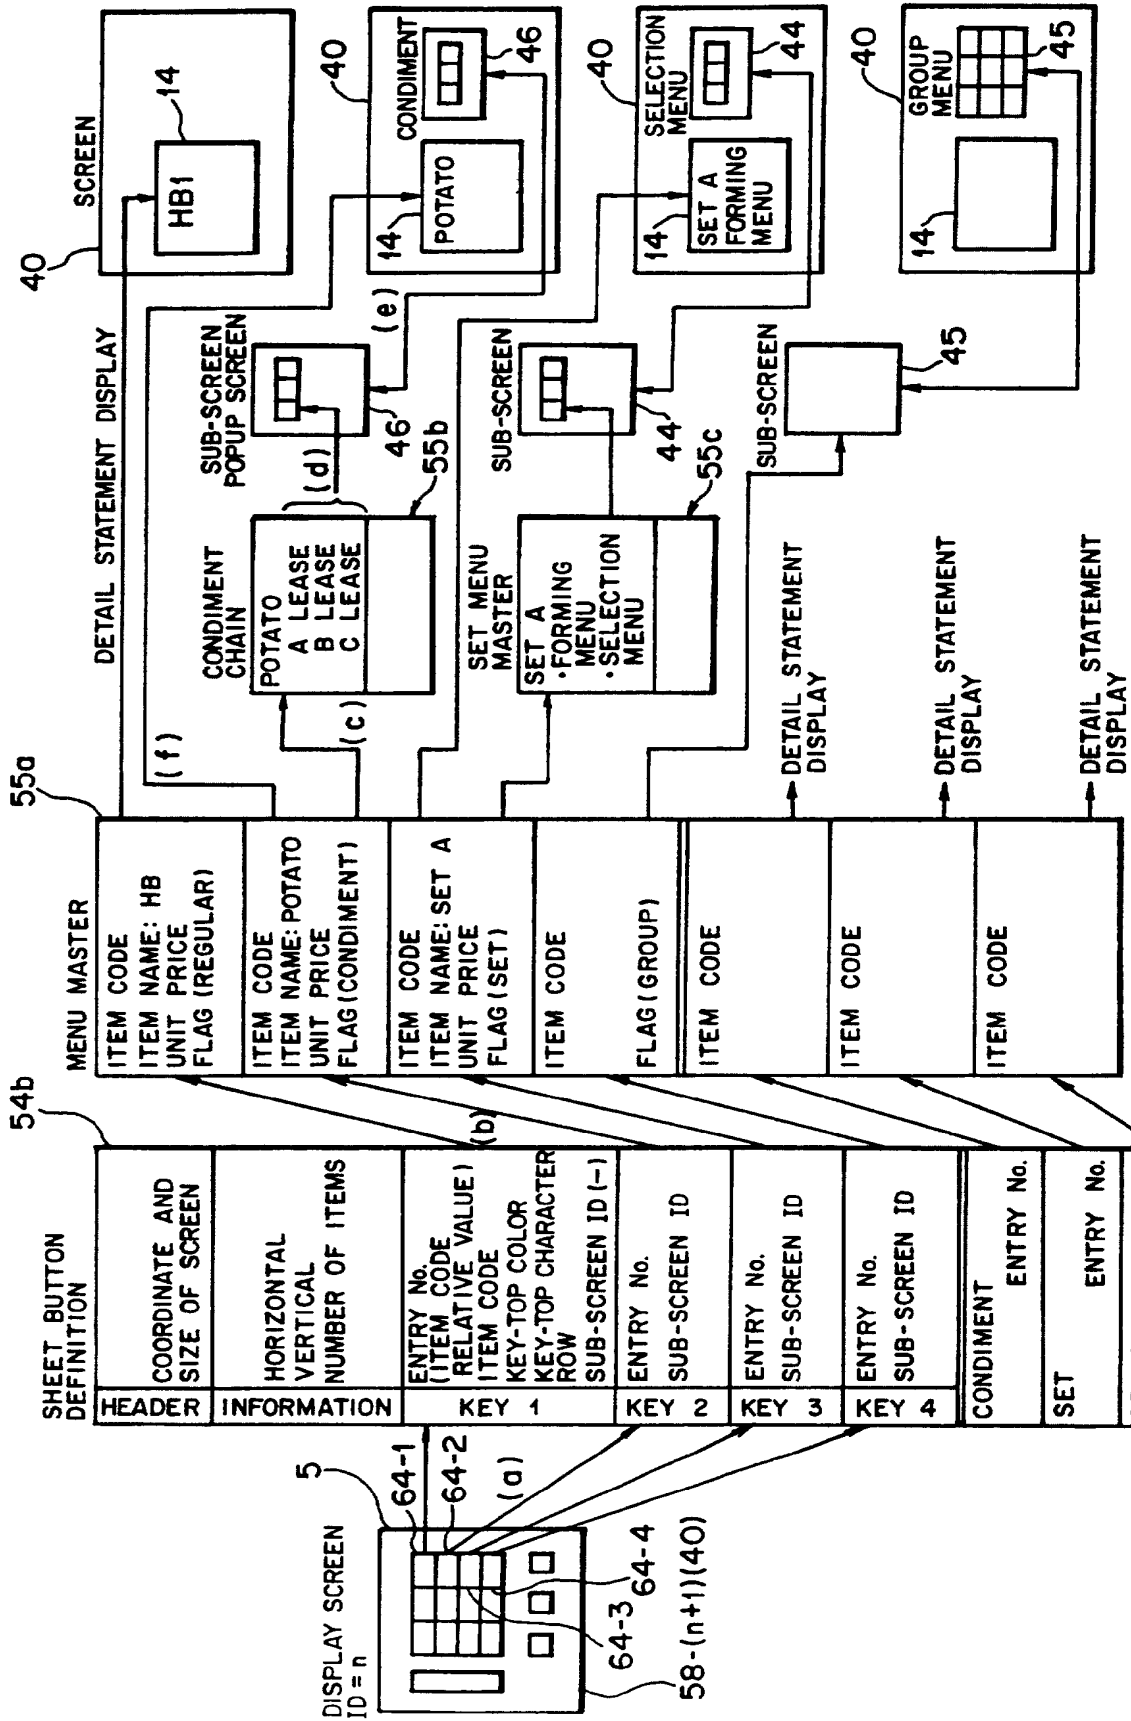 DISPLAY SCREEN
ID = n
5
64-1
64-2
(a)
64-3
64-4
58-(n+1)(40)
SHEET BUTTON
DEFINITION
54b
HEADER
COORDINATE AND
SIZE OF SCREEN
INFORMATION
HORIZONTAL
VERTICAL
NUMBER OF ITEMS
KEY 1
ENTRY No.
(ITEM CODE
RELATIVE VALUE)
ITEM CODE
KEY-TOP COLOR
KEY-TOP CHARACTER
ROW
SUB-SCREEN ID(-)
KEY 2
ENTRY No.
SUB-SCREEN ID
KEY 3
ENTRY No.
SUB-SCREEN ID
KEY 4
ENTRY No.
SUB-SCREEN ID
CONDIMENT
ENTRY No.
SET
ENTRY No.
(b)
MENU MASTER
55a
ITEM CODE
ITEM NAME: HB
UNIT PRICE
FLAG (REGULAR)
ITEM CODE
ITEM NAME: POTATO
UNIT PRICE
FLAG(CONDIMENT)
ITEM CODE
ITEM NAME: SET A
UNIT PRICE
FLAG(SET)
ITEM CODE
FLAG(GROUP)
ITEM CODE
ITEM CODE
ITEM CODE
DETAIL STATEMENT DISPLAY
(f)
(c)
CONDIMENT
CHAIN
POTATO
A LEASE
B LEASE
C LEASE
55b
(d)
SUB-SCREEN
POPUP SCREEN
46
(e)
SET MENU
MASTER
SET A
·FORMING
MENU
·SELECTION
MENU
55c
SUB-SCREEN
44
SUB-SCREEN
45
DETAIL STATEMENT
DISPLAY
DETAIL STATEMENT
DISPLAY
DETAIL STATEMENT
DISPLAY
SCREEN
40
14
HB1
40
CONDIMENT
14
POTATO
46
40
SELECTION
MENU
14
SET A
FORMING
MENU
44
40
GROUP
MENU
14
45